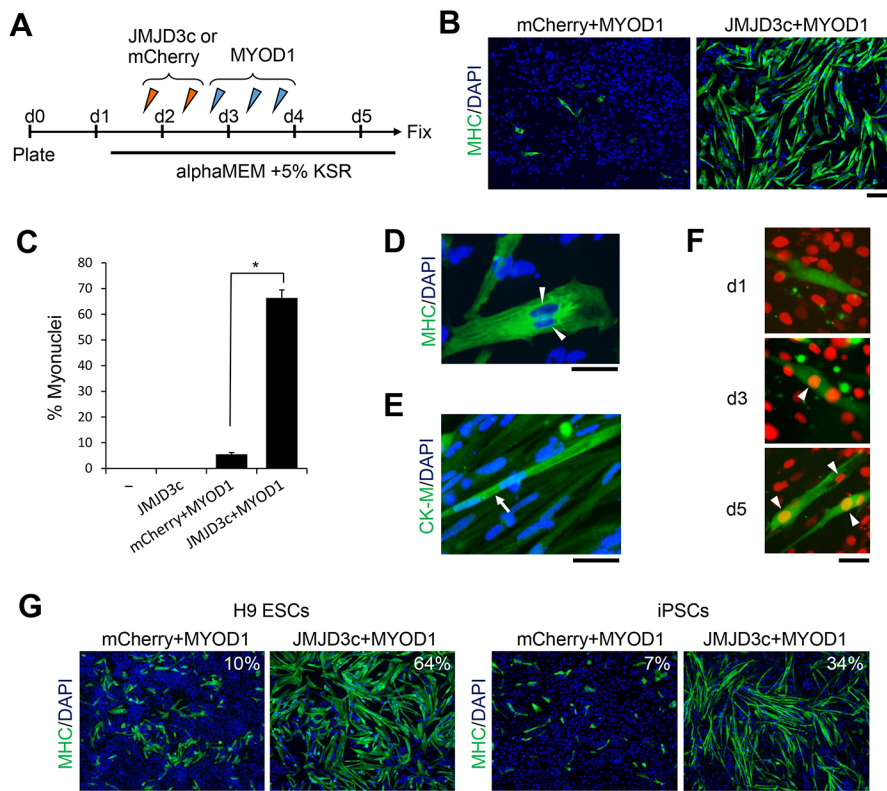 A
JMJD3c or
mCherry
MYOD1
d0 d1 d2 d3 d4 d5 Fix
Plate
alphaMEM +5% KSR
B
mCherry+MYOD1 JMJD3c+MYOD1
MHC/DAPI
C
% Myonuclei
80
70
60
50
40
30
20
10
0
*
–
JMJD3c
mCherry+MYOD1
JMJD3c+MYOD1
D
MHC/DAPI
E
CK-M/DAPI
F
d1
d3
d5
G
H9 ESCs iPSCs
mCherry+MYOD1 JMJD3c+MYOD1 mCherry+MYOD1 JMJD3c+MYOD1
MHC/DAPI 10% 64% MHC/DAPI 7% 34%